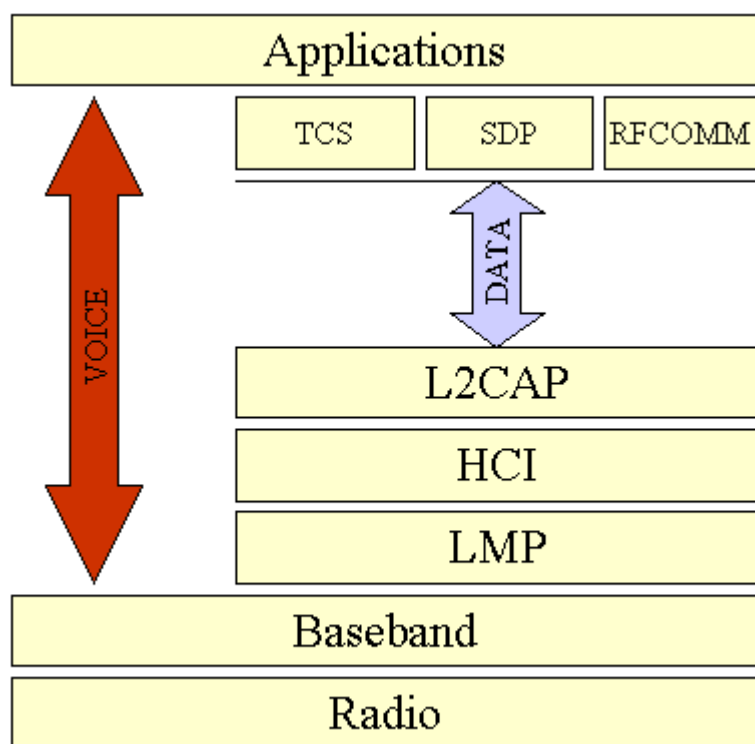 Applications
TCS SDP RFCOMM
VOICE
DATA
L2CAP
HCI
LMP
Baseband
Radio